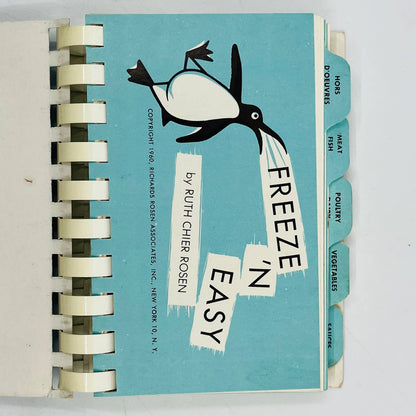 FREEZE
'N
EASY
by RUTH CHIER ROSEN
COPYRIGHT 1960, RICHARDS ROSEN ASSOCIATES, INC., NEW YORK 10, N. Y.
HORS
D'OEUVRES
MEAT
FISH
POULTRY
VEGETABLES
SAUCES